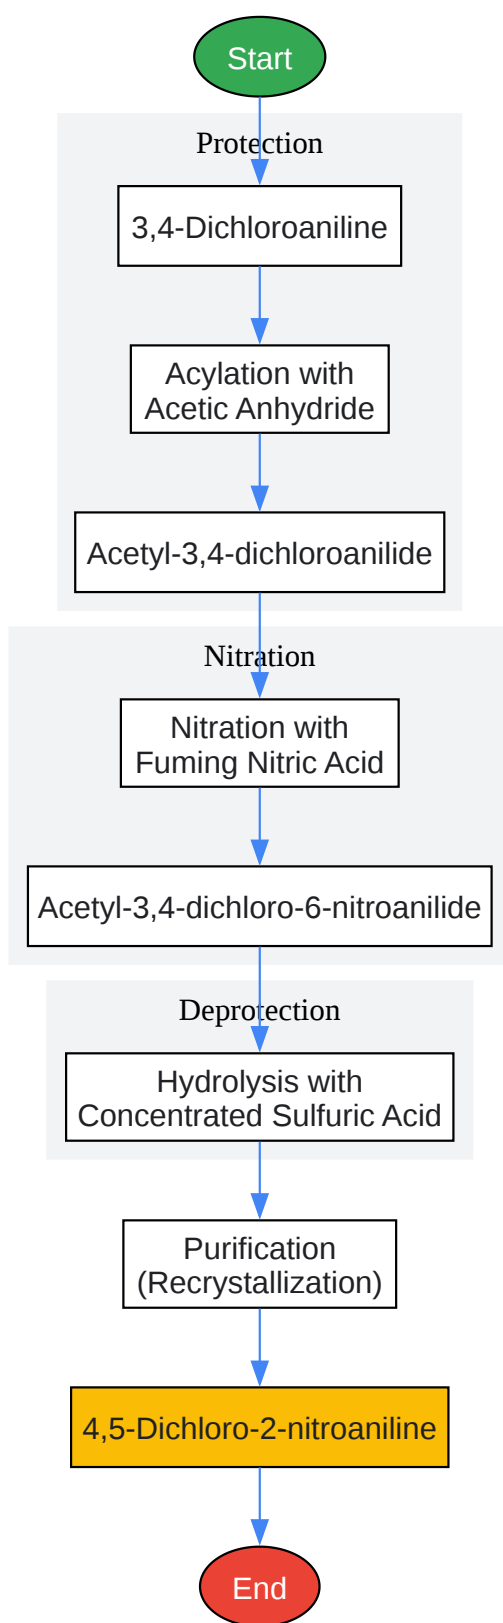 Start
Protection
3,4-Dichloroaniline
Acylation with
Acetic Anhydride
Acetyl-3,4-dichloroanilide
Nitration
Nitration with
Fuming Nitric Acid
Acetyl-3,4-dichloro-6-nitroanilide
Deprotection
Hydrolysis with
Concentrated Sulfuric Acid
Purification
(Recrystallization)
4,5-Dichloro-2-nitroaniline
End